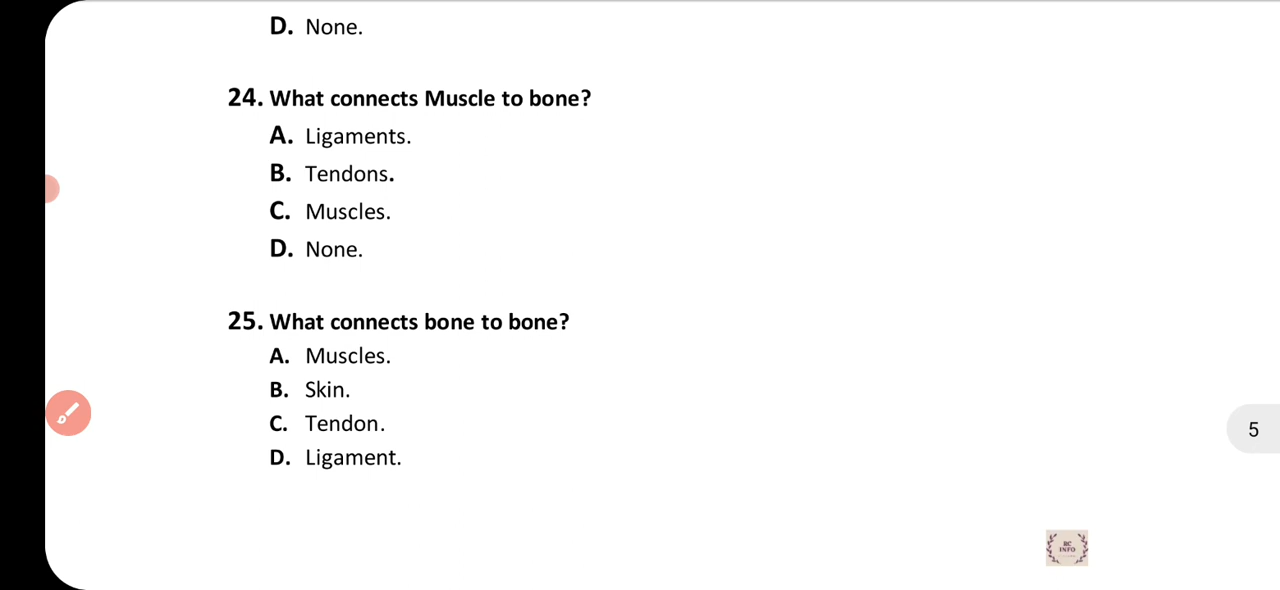 D. None.
24. What connects Muscle to bone?
A. Ligaments.
B. Tendons.
C. Muscles.
D. None.
25. What connects bone to bone?
A. Muscles.
B. Skin.
C. Tendon.
D. Ligament.
5
INFO